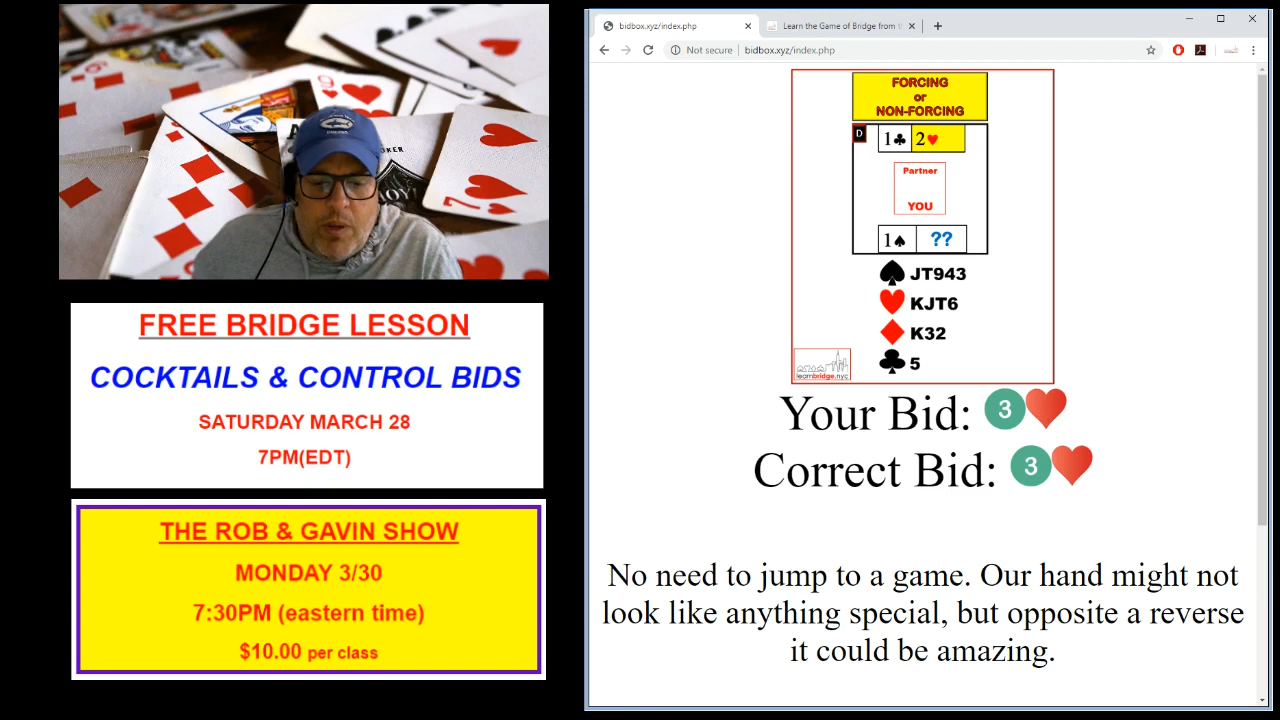 FREE BRIDGE LESSON
COCKTAILS & CONTROL BIDS
SATURDAY MARCH 28
7PM(EDT)
THE ROB & GAVIN SHOW
MONDAY 3/30
7:30PM (eastern time)
$10.00 per class
bidbox.xyz/index.php
Learn the Game of Bridge from t
Not secure
bidbox.xyz/index.php
FORCING
or
NON-FORCING
D
1♣ 2♥
Partner
YOU
1♠ ??
♠ JT943
♥ KJT6
♦ K32
♣ 5
learnbridge.nyc
Your Bid: 3♥
Correct Bid: 3♥
No need to jump to a game. Our hand might not
look like anything special, but opposite a reverse
it could be amazing.